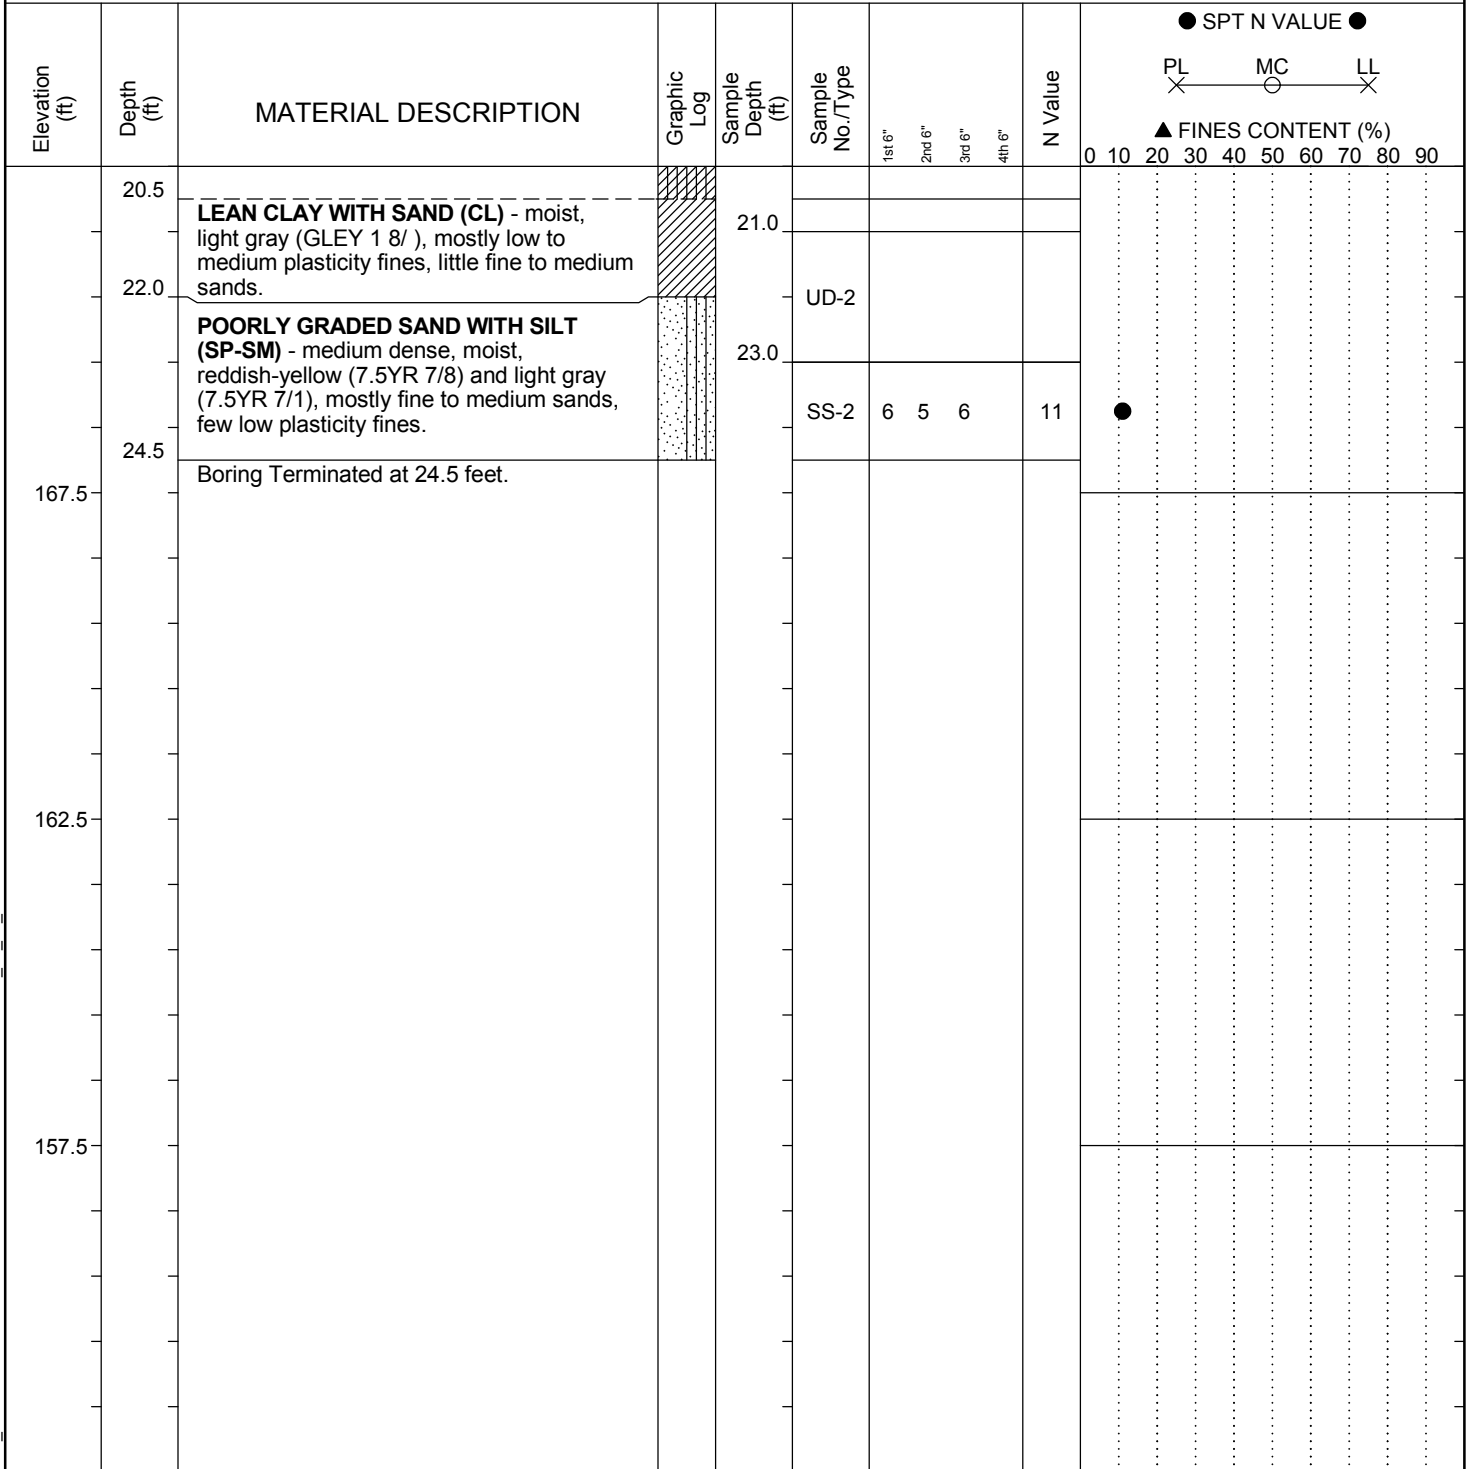 Elevation
(ft)
Depth
(ft)
MATERIAL DESCRIPTION
Graphic
Log
Sample
Depth
(ft)
Sample
No./Type
1st 6"
2nd 6"
3rd 6"
4th 6"
N Value
● SPT N VALUE ●
PL MC LL
▲ FINES CONTENT (%)
0 10 20 30 40 50 60 70 80 90
20.5
LEAN CLAY WITH SAND (CL) - moist,
light gray (GLEY 1 8/ ), mostly low to
medium plasticity fines, little fine to medium
sands.
21.0
22.0
UD-2
POORLY GRADED SAND WITH SILT
(SP-SM) - medium dense, moist,
reddish-yellow (7.5YR 7/8) and light gray
(7.5YR 7/1), mostly fine to medium sands,
few low plasticity fines.
23.0
SS-2 6 5 6 11
24.5
Boring Terminated at 24.5 feet.
167.5
162.5
157.5